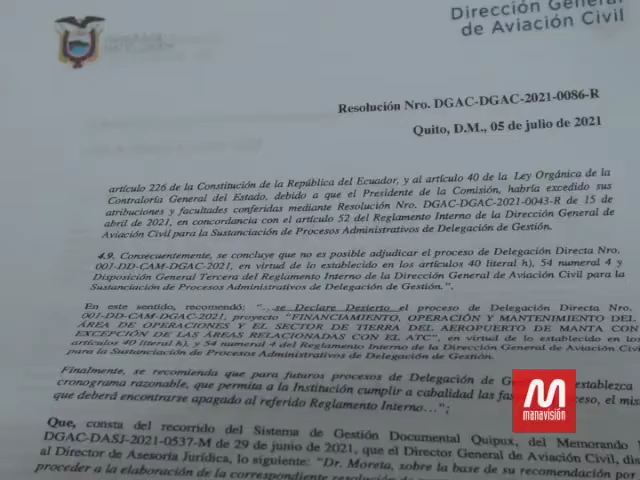 Dirección General
de Aviación Civil
Resolución Nro. DGAC-DGAC-2021-0086-R
Quito, D.M., 05 de julio de 2021
artículo 226 de la Constitución de la República del Ecuador, y al artículo 40 de la Ley Orgánica de la
Contraloría General del Estado, debido a que el Presidente de la Comisión, habría excedido sus
atribuciones y facultades conferidas mediante Resolución Nro. DGAC-DGAC-2021-0043-R de 15 de
abril de 2021, en concordancia con el artículo 52 del Reglamento Interno de la Dirección General de
Aviación Civil para la Sustanciación de Procesos Administrativos de Delegación de Gestión.
4.9. Consecuentemente, se concluye que no es posible adjudicar el proceso de Delegación Directa Nro.
001-DD-CAM-DGAC-2021, en virtud de lo establecido en los artículos 40 literal h), 54 numeral 4 y
Disposición General Tercera del Reglamento Interno de la Dirección General de Aviación Civil para la
Sustanciación de Procesos Administrativos de Delegación de Gestión.".
En este sentido, recomendó: "...se Declare Desierto el proceso de Delegación Directa Nro.
001-DD-CAM-DGAC-2021, proyecto "FINANCIAMIENTO, OPERACIÓN Y MANTENIMIENTO DEL
ÁREA DE OPERACIONES Y EL SECTOR DE TIERRA DEL AEROPUERTO DE MANTA CON
EXCEPCIÓN DE LAS ÁREAS RELACIONADAS CON EL ATC", en virtud de lo establecido en los
artículos 40 literal h), y 54 numeral 4 del Reglamento Interno de la Dirección General de Aviación Civil
para la Sustanciación de Procesos Administrativos de Delegación de Gestión.
Finalmente, se recomienda que para futuros procesos de Delegación de Ge establezca
cronograma razonable, que permita a la Institución cumplir a cabalidad las fas eso, el mis
que deberá encontrarse apagado al referido Reglamento Interno...";
Que, consta del recorrido del Sistema de Gestión Documental Quipux, del Memorando
DGAC-DASJ-2021-0537-M de 29 de junio de 2021, que el Director General de Aviación Civil, dis
al Director de Asesoría Jurídica, lo siguiente: "Dr. Moreta, sobre la base de su recomendación por
proceder a la elaboración de la correspondiente resolución de
M
MANAVISIÓN